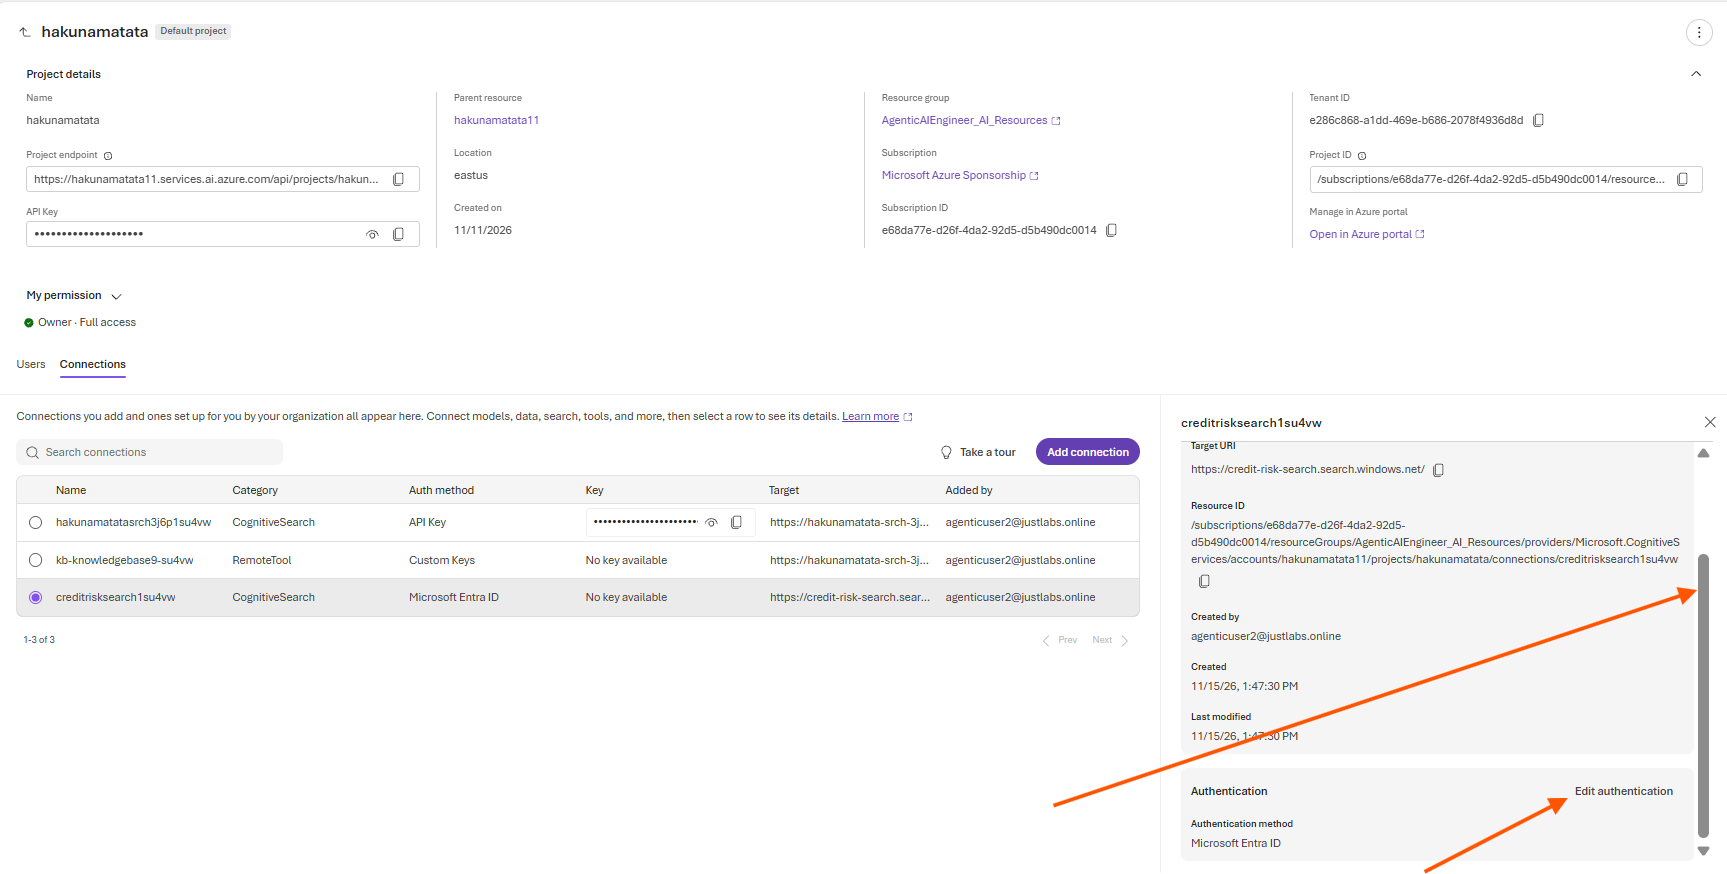 hakunamatata Default project
Project details
Name
hakunamatata
Project endpoint
https://hakunamatata11.services.ai.azure.com/api/projects/hakun...
API Key
••••••••••••••••••••
Parent resource
hakunamatata11
Location
eastus
Created on
11/11/2026
Resource group
AgenticAIEngineer_AI_Resources
Subscription
Microsoft Azure Sponsorship
Subscription ID
e68da77e-d26f-4da2-92d5-d5b490dc0014
Tenant ID
e286c868-a1dd-469e-b686-2078f4936d8d
Project ID
/subscriptions/e68da77e-d26f-4da2-92d5-d5b490dc0014/resource...
Manage in Azure portal
Open in Azure portal
My permission
Owner · Full access
Users Connections
Connections you add and ones set up for you by your organization all appear here. Connect models, data, search, tools, and more, then select a row to see its details. Learn more
Search connections Take a tour Add connection
Name Category Auth method Key Target Added by
hakunamatatasrch3j6p1su4vw CognitiveSearch API Key •••••••••••••••••••••• https://hakunamatata-srch-3j... agenticuser2@justlabs.online
kb-knowledgebase9-su4vw RemoteTool Custom Keys No key available https://hakunamatata-srch-3j... agenticuser2@justlabs.online
creditrisksearch1su4vw CognitiveSearch Microsoft Entra ID No key available https://credit-risk-search.sear... agenticuser2@justlabs.online
1-3 of 3 Prev Next
creditrisksearch1su4vw
Target URI
https://credit-risk-search.search.windows.net/
Resource ID
/subscriptions/e68da77e-d26f-4da2-92d5-
d5b490dc0014/resourceGroups/AgenticAIEngineer_AI_Resources/providers/Microsoft.CognitiveS
ervices/accounts/hakunamatata11/projects/hakunamatata/connections/creditrisksearch1su4vw
Created by
agenticuser2@justlabs.online
Created
11/15/26, 1:47:30 PM
Last modified
11/15/26, 1:47:30 PM
Authentication Edit authentication
Authentication method
Microsoft Entra ID